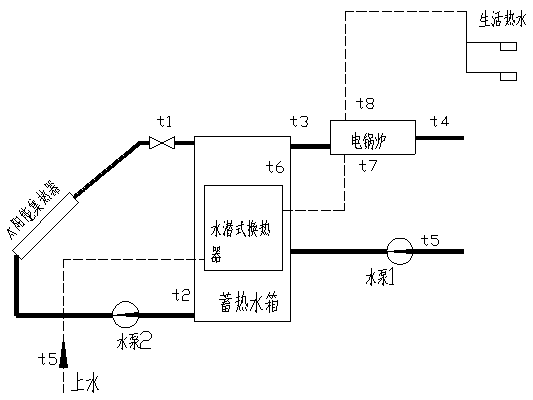 生活热水
t8
t1
t3
t4
电锅炉
t6
t7
太阳能集热器
水潜式换热
器
t5
水泵1
t2
蓄热水箱
水泵2
t5
上水